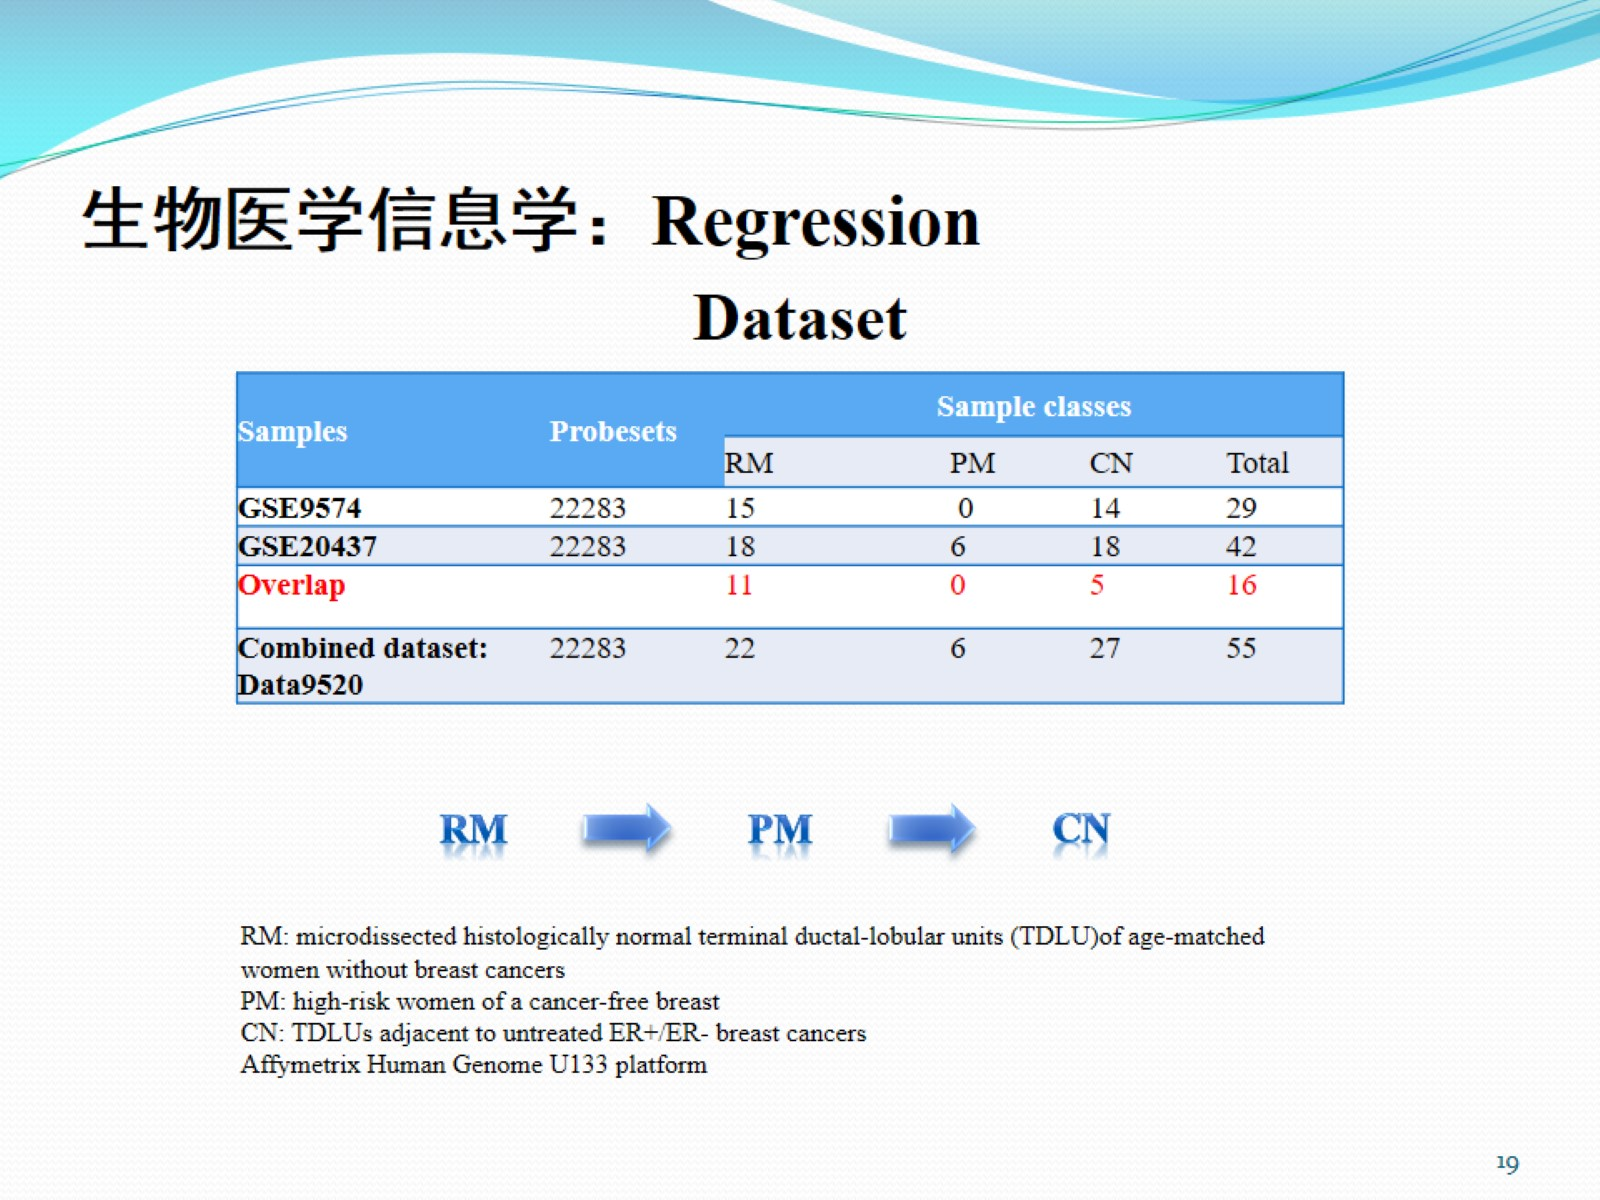 生物医学信息学：Regression
Dataset
Samples Probesets Sample classes
RM PM CN Total
GSE9574 22283 15 0 14 29
GSE20437 22283 18 6 18 42
Overlap 11 0 5 16
Combined dataset: 22283 22 6 27 55
Data9520
RM PM CN
RM: microdissected histologically normal terminal ductal-lobular units (TDLU)of age-matched
women without breast cancers
PM: high-risk women of a cancer-free breast
CN: TDLUs adjacent to untreated ER+/ER- breast cancers
Affymetrix Human Genome U133 platform
19